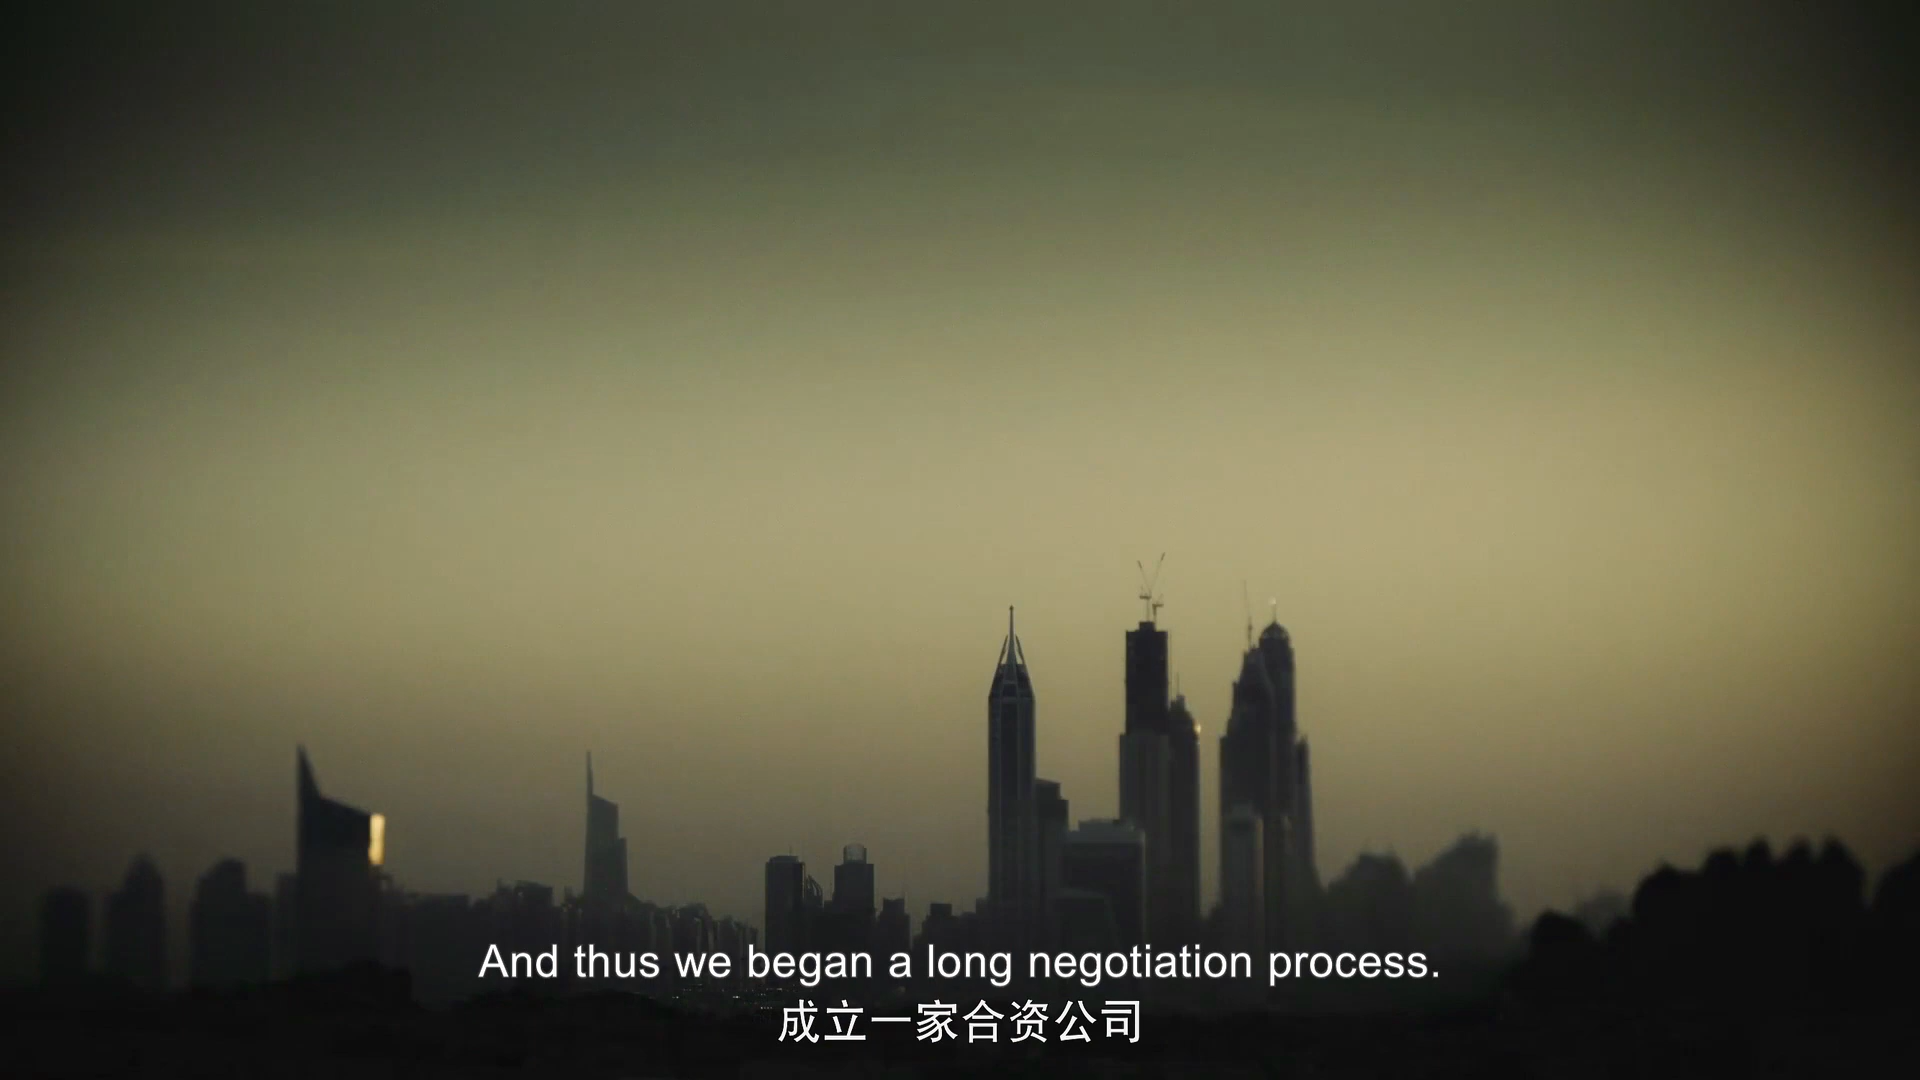 And thus we began a long negotiation process.
成立一家合资公司